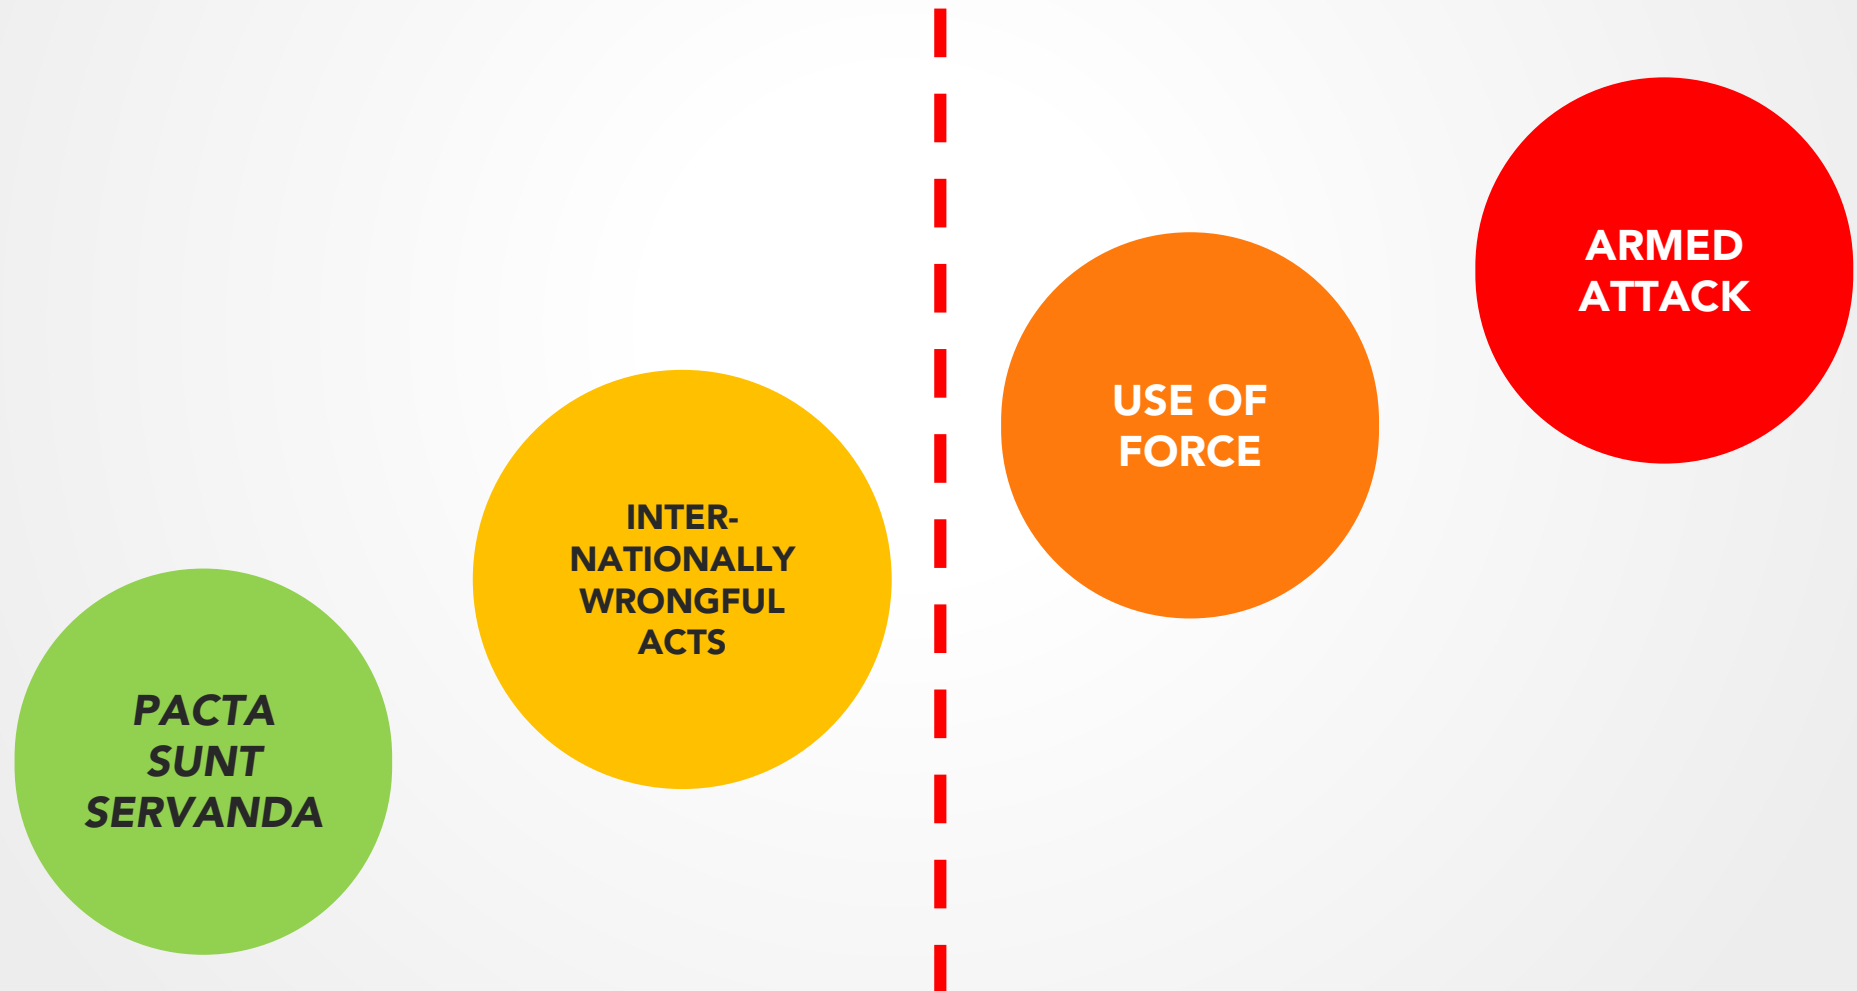 PACTA
SUNT
SERVANDA
INTER-
NATIONALLY
WRONGFUL
ACTS
USE OF
FORCE
ARMED
ATTACK